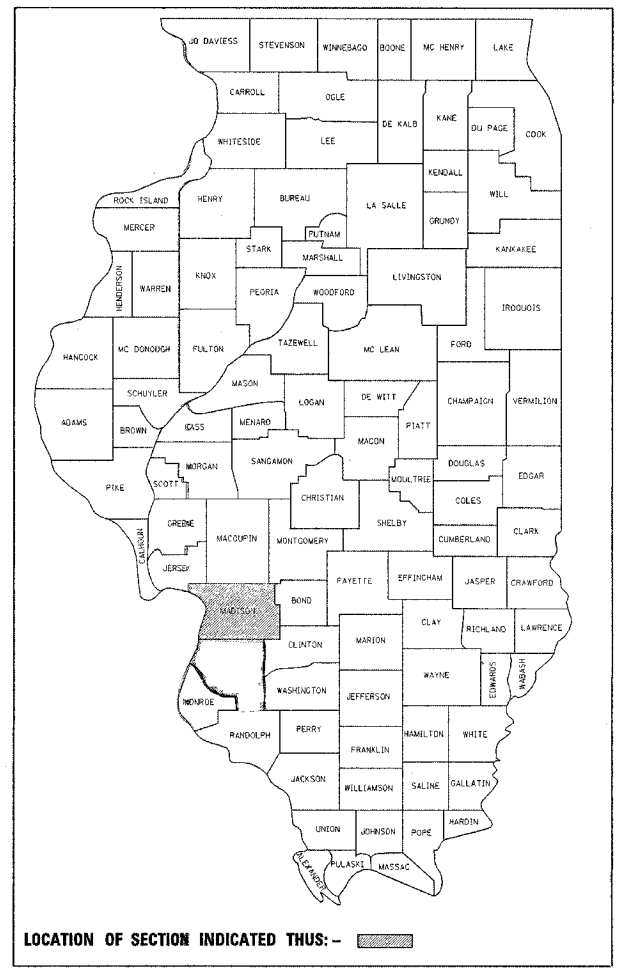 JO DAVIESS
STEVENSON
WINNEBAGO
BOONE
MC HENRY
LAKE
CARROLL
OGLE
DE KALB
KANE
DU PAGE
COOK
WHITESIDE
LEE
KENDALL
WILL
ROCK ISLAND
HENRY
BUREAU
LA SALLE
GRUNDY
MERCER
PUTNAM
STARK
MARSHALL
KANKAKEE
HENDERSON
WARREN
KNOX
PEORIA
WOODFORD
LIVINGSTON
IROQUOIS
HANCOCK
MC DONOUGH
FULTON
TAZEWELL
MC LEAN
FORD
MASON
SCHUYLER
LOGAN
DE WITT
CHAMPAIGN
VERMILION
ADAMS
BROWN
CASS
MENARD
MACON
PIATT
MORGAN
SANGAMON
DOUGLAS
EDGAR
PIKE
SCOTT
CHRISTIAN
MOULTRIE
COLES
GREENE
MACOUPIN
MONTGOMERY
SHELBY
CUMBERLAND
CLARK
CALHOUN
JERSEY
FAYETTE
EFFINGHAM
JASPER
CRAWFORD
MADISON
BOND
CLAY
RICHLAND
LAWRENCE
CLINTON
MARION
WAYNE
EDWARDS
WABASH
WASHINGTON
JEFFERSON
MONROE
RANDOLPH
PERRY
HAMILTON
WHITE
FRANKLIN
JACKSON
WILLIAMSON
SALINE
GALLATIN
UNION
JOHNSON
POPE
HARDIN
ALEXANDER
PULASKI
MASSAC
LOCATION OF SECTION INDICATED THUS: -